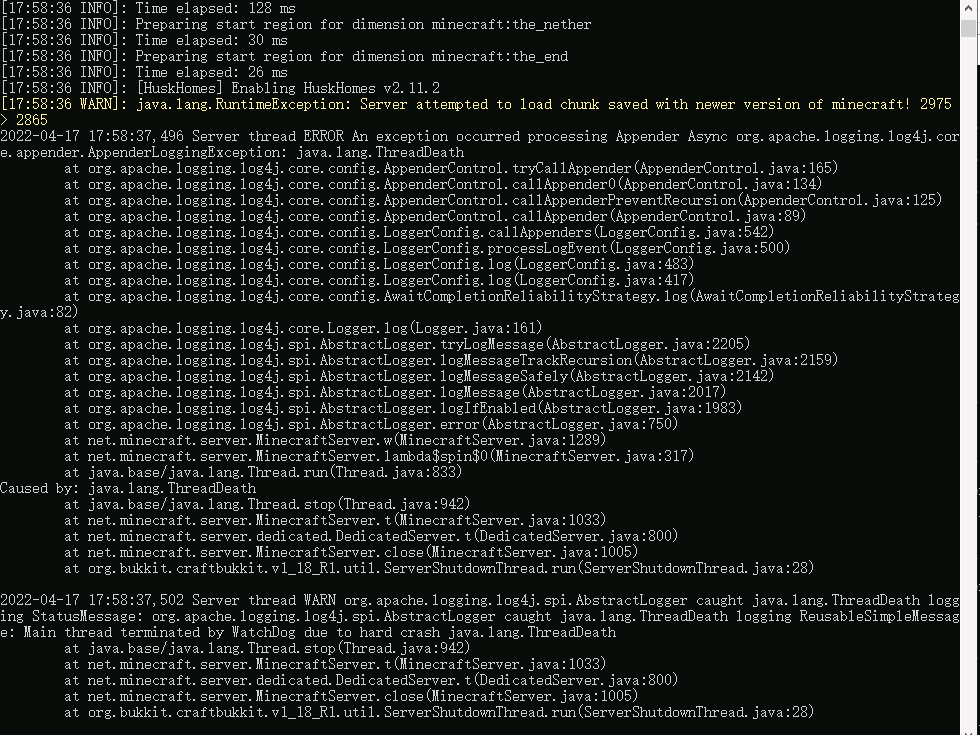 [17:58:36 INFO]: Time elapsed: 128 ms
[17:58:36 INFO]: Preparing start region for dimension minecraft:the_nether
[17:58:36 INFO]: Time elapsed: 30 ms
[17:58:36 INFO]: Preparing start region for dimension minecraft:the_end
[17:58:36 INFO]: Time elapsed: 26 ms
[17:58:36 INFO]: [HuskHomes] Enabling HuskHomes v2.11.2
[17:58:36 WARN]: java.lang.RuntimeException: Server attempted to load chunk saved with newer version of minecraft! 2975
> 2865
2022-04-17 17:58:37,496 Server thread ERROR An exception occurred processing Appender Async org.apache.logging.log4j.cor
e.appender.AppenderLoggingException: java.lang.ThreadDeath
at org.apache.logging.log4j.core.config.AppenderControl.tryCallAppender(AppenderControl.java:165)
at org.apache.logging.log4j.core.config.AppenderControl.callAppender0(AppenderControl.java:134)
at org.apache.logging.log4j.core.config.AppenderControl.callAppenderPreventRecursion(AppenderControl.java:125)
at org.apache.logging.log4j.core.config.AppenderControl.callAppender(AppenderControl.java:89)
at org.apache.logging.log4j.core.config.LoggerConfig.callAppenders(LoggerConfig.java:542)
at org.apache.logging.log4j.core.config.LoggerConfig.processLogEvent(LoggerConfig.java:500)
at org.apache.logging.log4j.core.config.LoggerConfig.log(LoggerConfig.java:483)
at org.apache.logging.log4j.core.config.LoggerConfig.log(LoggerConfig.java:417)
at org.apache.logging.log4j.core.config.AwaitCompletionReliabilityStrategy.log(AwaitCompletionReliabilityStrateg
y.java:82)
at org.apache.logging.log4j.core.Logger.log(Logger.java:161)
at org.apache.logging.log4j.spi.AbstractLogger.tryLogMessage(AbstractLogger.java:2205)
at org.apache.logging.log4j.spi.AbstractLogger.logMessageTrackRecursion(AbstractLogger.java:2159)
at org.apache.logging.log4j.spi.AbstractLogger.logMessageSafely(AbstractLogger.java:2142)
at org.apache.logging.log4j.spi.AbstractLogger.logMessage(AbstractLogger.java:2017)
at org.apache.logging.log4j.spi.AbstractLogger.logIfEnabled(AbstractLogger.java:1983)
at org.apache.logging.log4j.spi.AbstractLogger.error(AbstractLogger.java:750)
at net.minecraft.server.MinecraftServer.w(MinecraftServer.java:1289)
at net.minecraft.server.MinecraftServer.lambda$spin$0(MinecraftServer.java:317)
at java.base/java.lang.Thread.run(Thread.java:833)
Caused by: java.lang.ThreadDeath
at java.base/java.lang.Thread.stop(Thread.java:942)
at net.minecraft.server.MinecraftServer.t(MinecraftServer.java:1033)
at net.minecraft.server.dedicated.DedicatedServer.t(DedicatedServer.java:800)
at net.minecraft.server.MinecraftServer.close(MinecraftServer.java:1005)
at org.bukkit.craftbukkit.v1_18_R1.util.ServerShutdownThread.run(ServerShutdownThread.java:28)
2022-04-17 17:58:37,502 Server thread WARN org.apache.logging.log4j.spi.AbstractLogger caught java.lang.ThreadDeath logg
ing StatusMessage: org.apache.logging.log4j.spi.AbstractLogger caught java.lang.ThreadDeath logging ReusableSimpleMessag
e: Main thread terminated by WatchDog due to hard crash java.lang.ThreadDeath
at java.base/java.lang.Thread.stop(Thread.java:942)
at net.minecraft.server.MinecraftServer.t(MinecraftServer.java:1033)
at net.minecraft.server.dedicated.DedicatedServer.t(DedicatedServer.java:800)
at net.minecraft.server.MinecraftServer.close(MinecraftServer.java:1005)
at org.bukkit.craftbukkit.v1_18_R1.util.ServerShutdownThread.run(ServerShutdownThread.java:28)